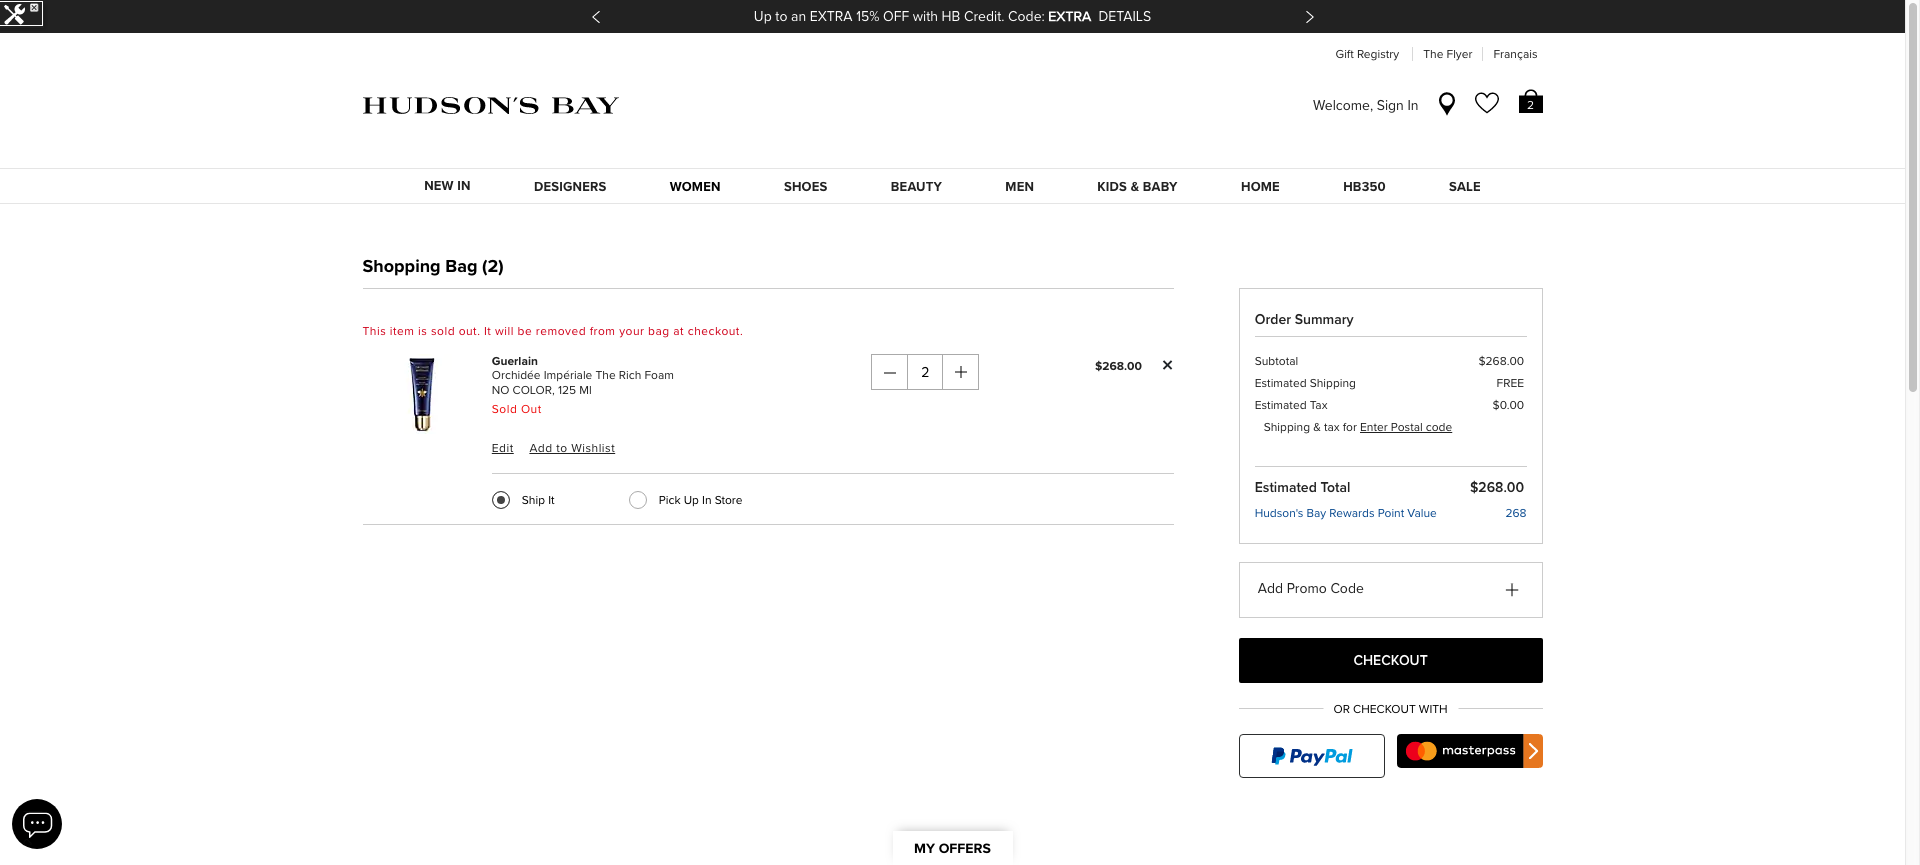 Up to an EXTRA 15% OFF with HB Credit. Code: EXTRA DETAILS
Gift Registry
The Flyer
Français
HUDSON'S BAY
Welcome, Sign In
2
NEW IN
DESIGNERS
WOMEN
SHOES
BEAUTY
MEN
KIDS & BABY
HOME
HB350
SALE
Shopping Bag (2)
This item is sold out. It will be removed from your bag at checkout.
Guerlain
Orchidée Impériale The Rich Foam
NO COLOR, 125 Ml
Sold Out
2
$268.00
Edit
Add to Wishlist
Ship It
Pick Up In Store
Order Summary
Subtotal $268.00
Estimated Shipping FREE
Estimated Tax $0.00
Shipping & tax for Enter Postal code
Estimated Total $268.00
Hudson's Bay Rewards Point Value 268
Add Promo Code
CHECKOUT
OR CHECKOUT WITH
PayPal
masterpass
MY OFFERS